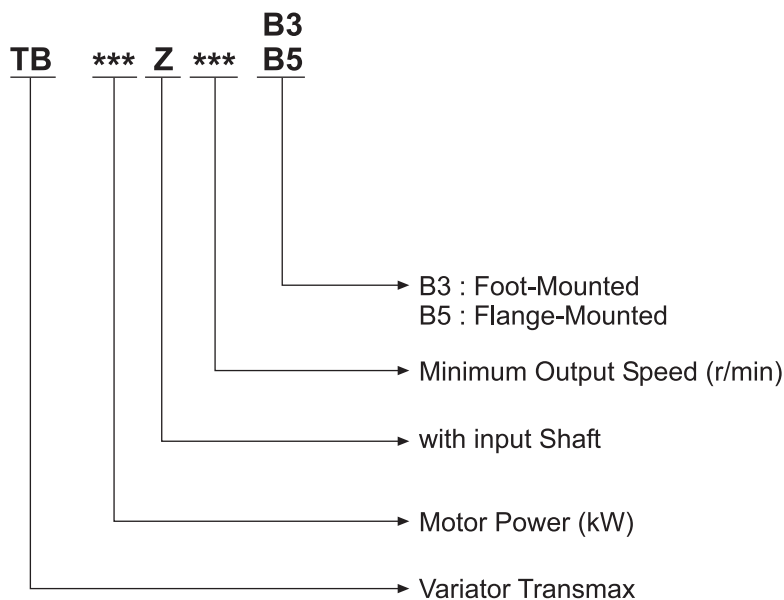 B3
TB *** Z *** B5
B3 : Foot-Mounted
B5 : Flange-Mounted
Minimum Output Speed (r/min)
with input Shaft
Motor Power (kW)
Variator Transmax